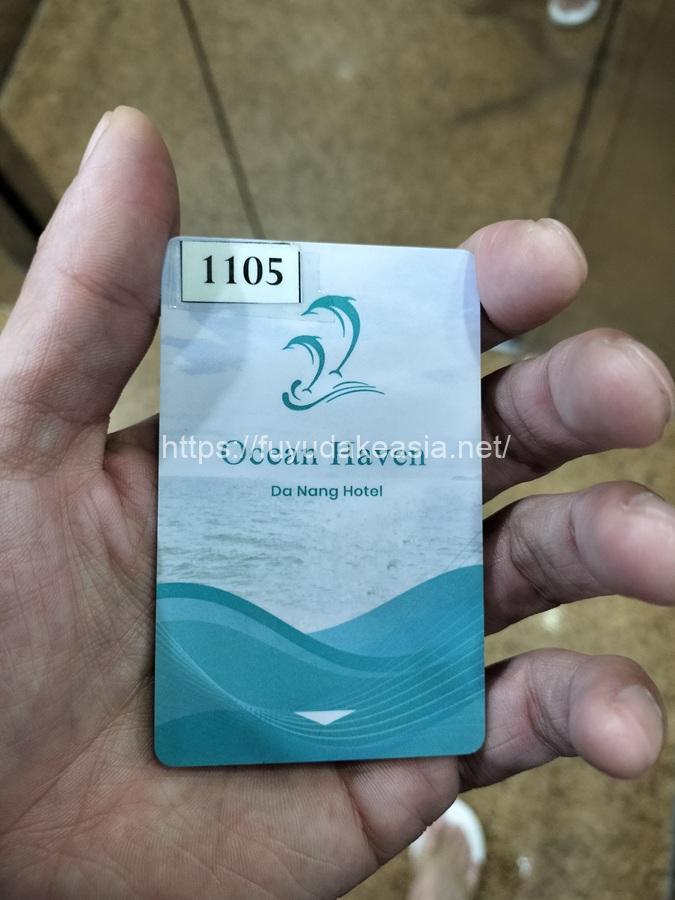 1105
https://fuyudakeasia.net/
Ocean Haven
Da Nang Hotel